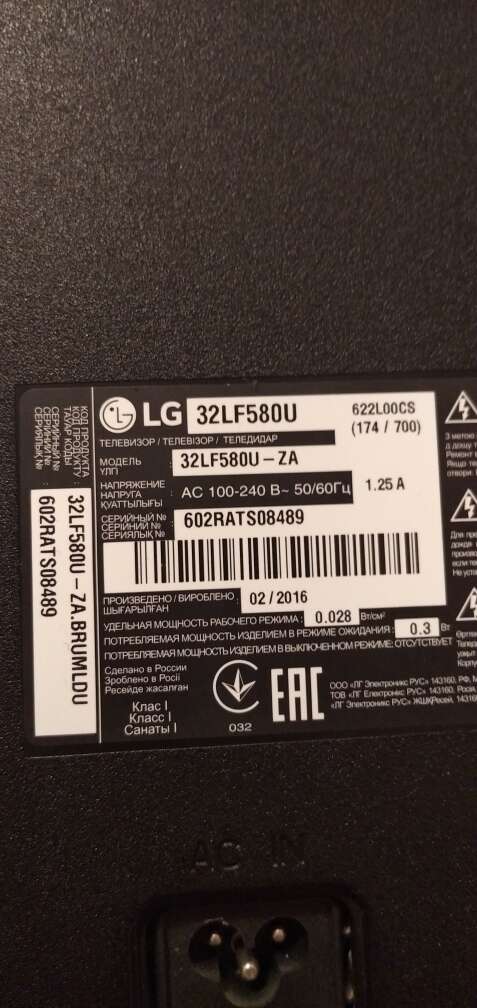 LG 32LF580U 622L00CS
(174 / 700)
ТЕЛЕВИЗОР / ТЕЛЕВІЗОР / ТЕЛЕДИДАР
МОДЕЛЬ
ҮЛГІ : 32LF580U-ZA
НАПРЯЖЕНИЕ
НАПРУГА
ҚУАТТЫЛЫҒЫ : AC 100-240 В~ 50/60Гц 1.25 A
СЕРИЙНЫЙ №
СЕРІЙНИЙ №
СЕРИЯЛЫҚ № : 602RATS08489
ПРОИЗВЕДЕНО / ВИРОБЛЕНО
ШЫҒАРЫЛҒАН : 02 / 2016
УДЕЛЬНАЯ МОЩНОСТЬ РАБОЧЕГО РЕЖИМА : 0.028 Вт/см²
ПОТРЕБЛЯЕМАЯ МОЩНОСТЬ ИЗДЕЛИЕМ В РЕЖИМЕ ОЖИДАНИЯ : 0.3 Вт
ПОТРЕБЛЯЕМАЯ МОЩНОСТЬ ИЗДЕЛИЕМ В ВЫКЛЮЧЕННОМ РЕЖИМЕ: ОТСУТСТВУЕТ
Сделано в России
Зроблено в Росії
Ресейде жасалған
Клас I
Класс I
Санаты I
032
EAC
ООО «ЛГ Электроникс РУС» 143160, РФ, М
ТОВ «ЛГ Електронікс РУС» 143160, Росія,
«ЛГ Электроникс РУС» ЖШҚ Ресей, 143160
КОД ПРОДУКТА
КОД ПРОДУКТУ
ТАУАР КОДЫ : 32LF580U-ZA.BRUMLDU
СЕРИЙНЫЙ №
СЕРІЙНИЙ №
СЕРИЯЛЫҚ № : 602RATS08489
AC IN